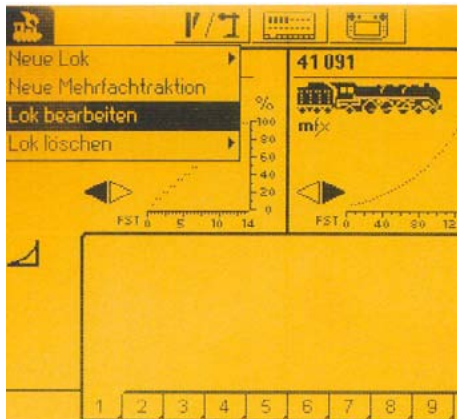 Neue Lok
Neue Mehrfachtraktion
Lok bearbeiten
Lok löschen
%
100
80
60
40
20
0
FST 0 5 10 14
41 091
mfx
FST 0 40 80 12
1 2 3 4 5 6 7 8 9